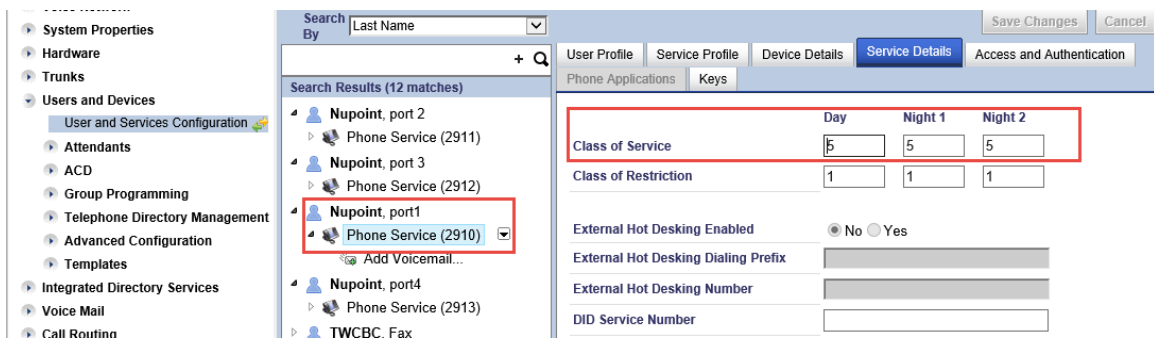 Voice Network
System Properties
Hardware
Trunks
Users and Devices
User and Services Configuration
Attendants
ACD
Group Programming
Telephone Directory Management
Advanced Configuration
Templates
Integrated Directory Services
Voice Mail
Call Routing
Search By
Last Name
Search Results (12 matches)
Nupoint, port 2
Phone Service (2911)
Nupoint, port 3
Phone Service (2912)
Nupoint, port1
Phone Service (2910)
Add Voicemail...
Nupoint, port4
Phone Service (2913)
TWCBC, Fax
Save Changes Cancel
User Profile Service Profile Device Details Service Details Access and Authentication
Phone Applications Keys
Day Night 1 Night 2
Class of Service 5 5 5
Class of Restriction 1 1 1
External Hot Desking Enabled No Yes
External Hot Desking Dialing Prefix
External Hot Desking Number
DID Service Number